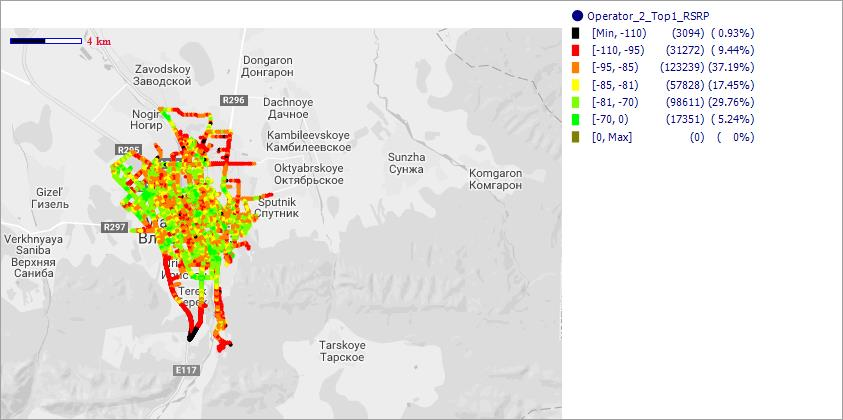 Operator_2_Top1_RSRP
[Min, -110) (3094) ( 0.93%)
[-110, -95) (31272) ( 9.44%)
[-95, -85) (123239) (37.19%)
[-85, -81) (57828) (17.45%)
[-81, -70) (98611) (29.76%)
[-70, 0) (17351) ( 5.24%)
[0, Max] (0) ( 0%)
4 km
Dongaron
Донгарон
Zavodskoy
Заводской
R296
Dachnoye
Дачное
Nogir
Ногир
Kambileevskoye
Камбилеевское
R295
Sunzha
Сунжа
Oktyabrskoye
Октябрьское
Komgaron
Комгарон
Gizel'
Гизель
Sputnik
Спутник
R297
Verkhnyaya
Saniba
Верхняя
Саниба
Terek
Tarskoye
Тарское
E117